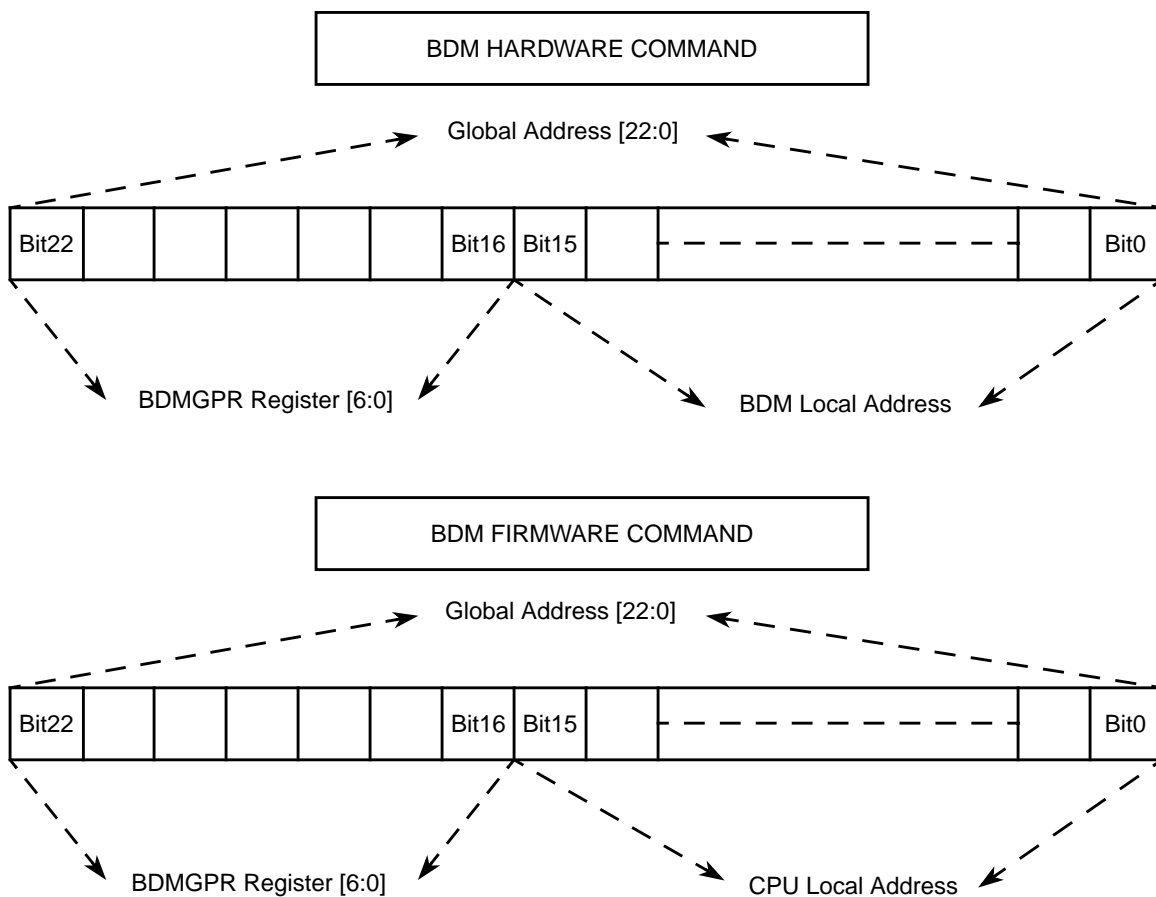 BDM HARDWARE COMMAND
Global Address [22:0]
Bit22 Bit16 Bit15 Bit0
BDMGPR Register [6:0] BDM Local Address
BDM FIRMWARE COMMAND
Global Address [22:0]
Bit22 Bit16 Bit15 Bit0
BDMGPR Register [6:0] CPU Local Address